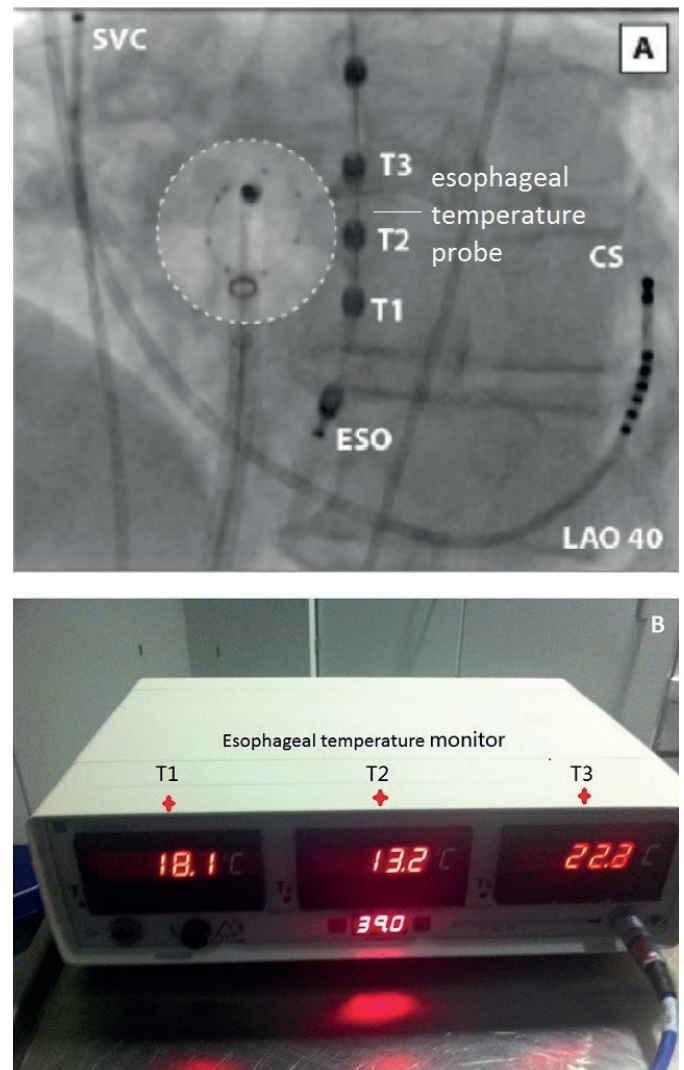 SVC
A
T3
esophageal
temperature
probe
T2
CS
T1
ESO
LAO 40
B
Esophageal temperature monitor
T1
T2
T3
18.1 °C
13.2 °C
22.2 C
39.0